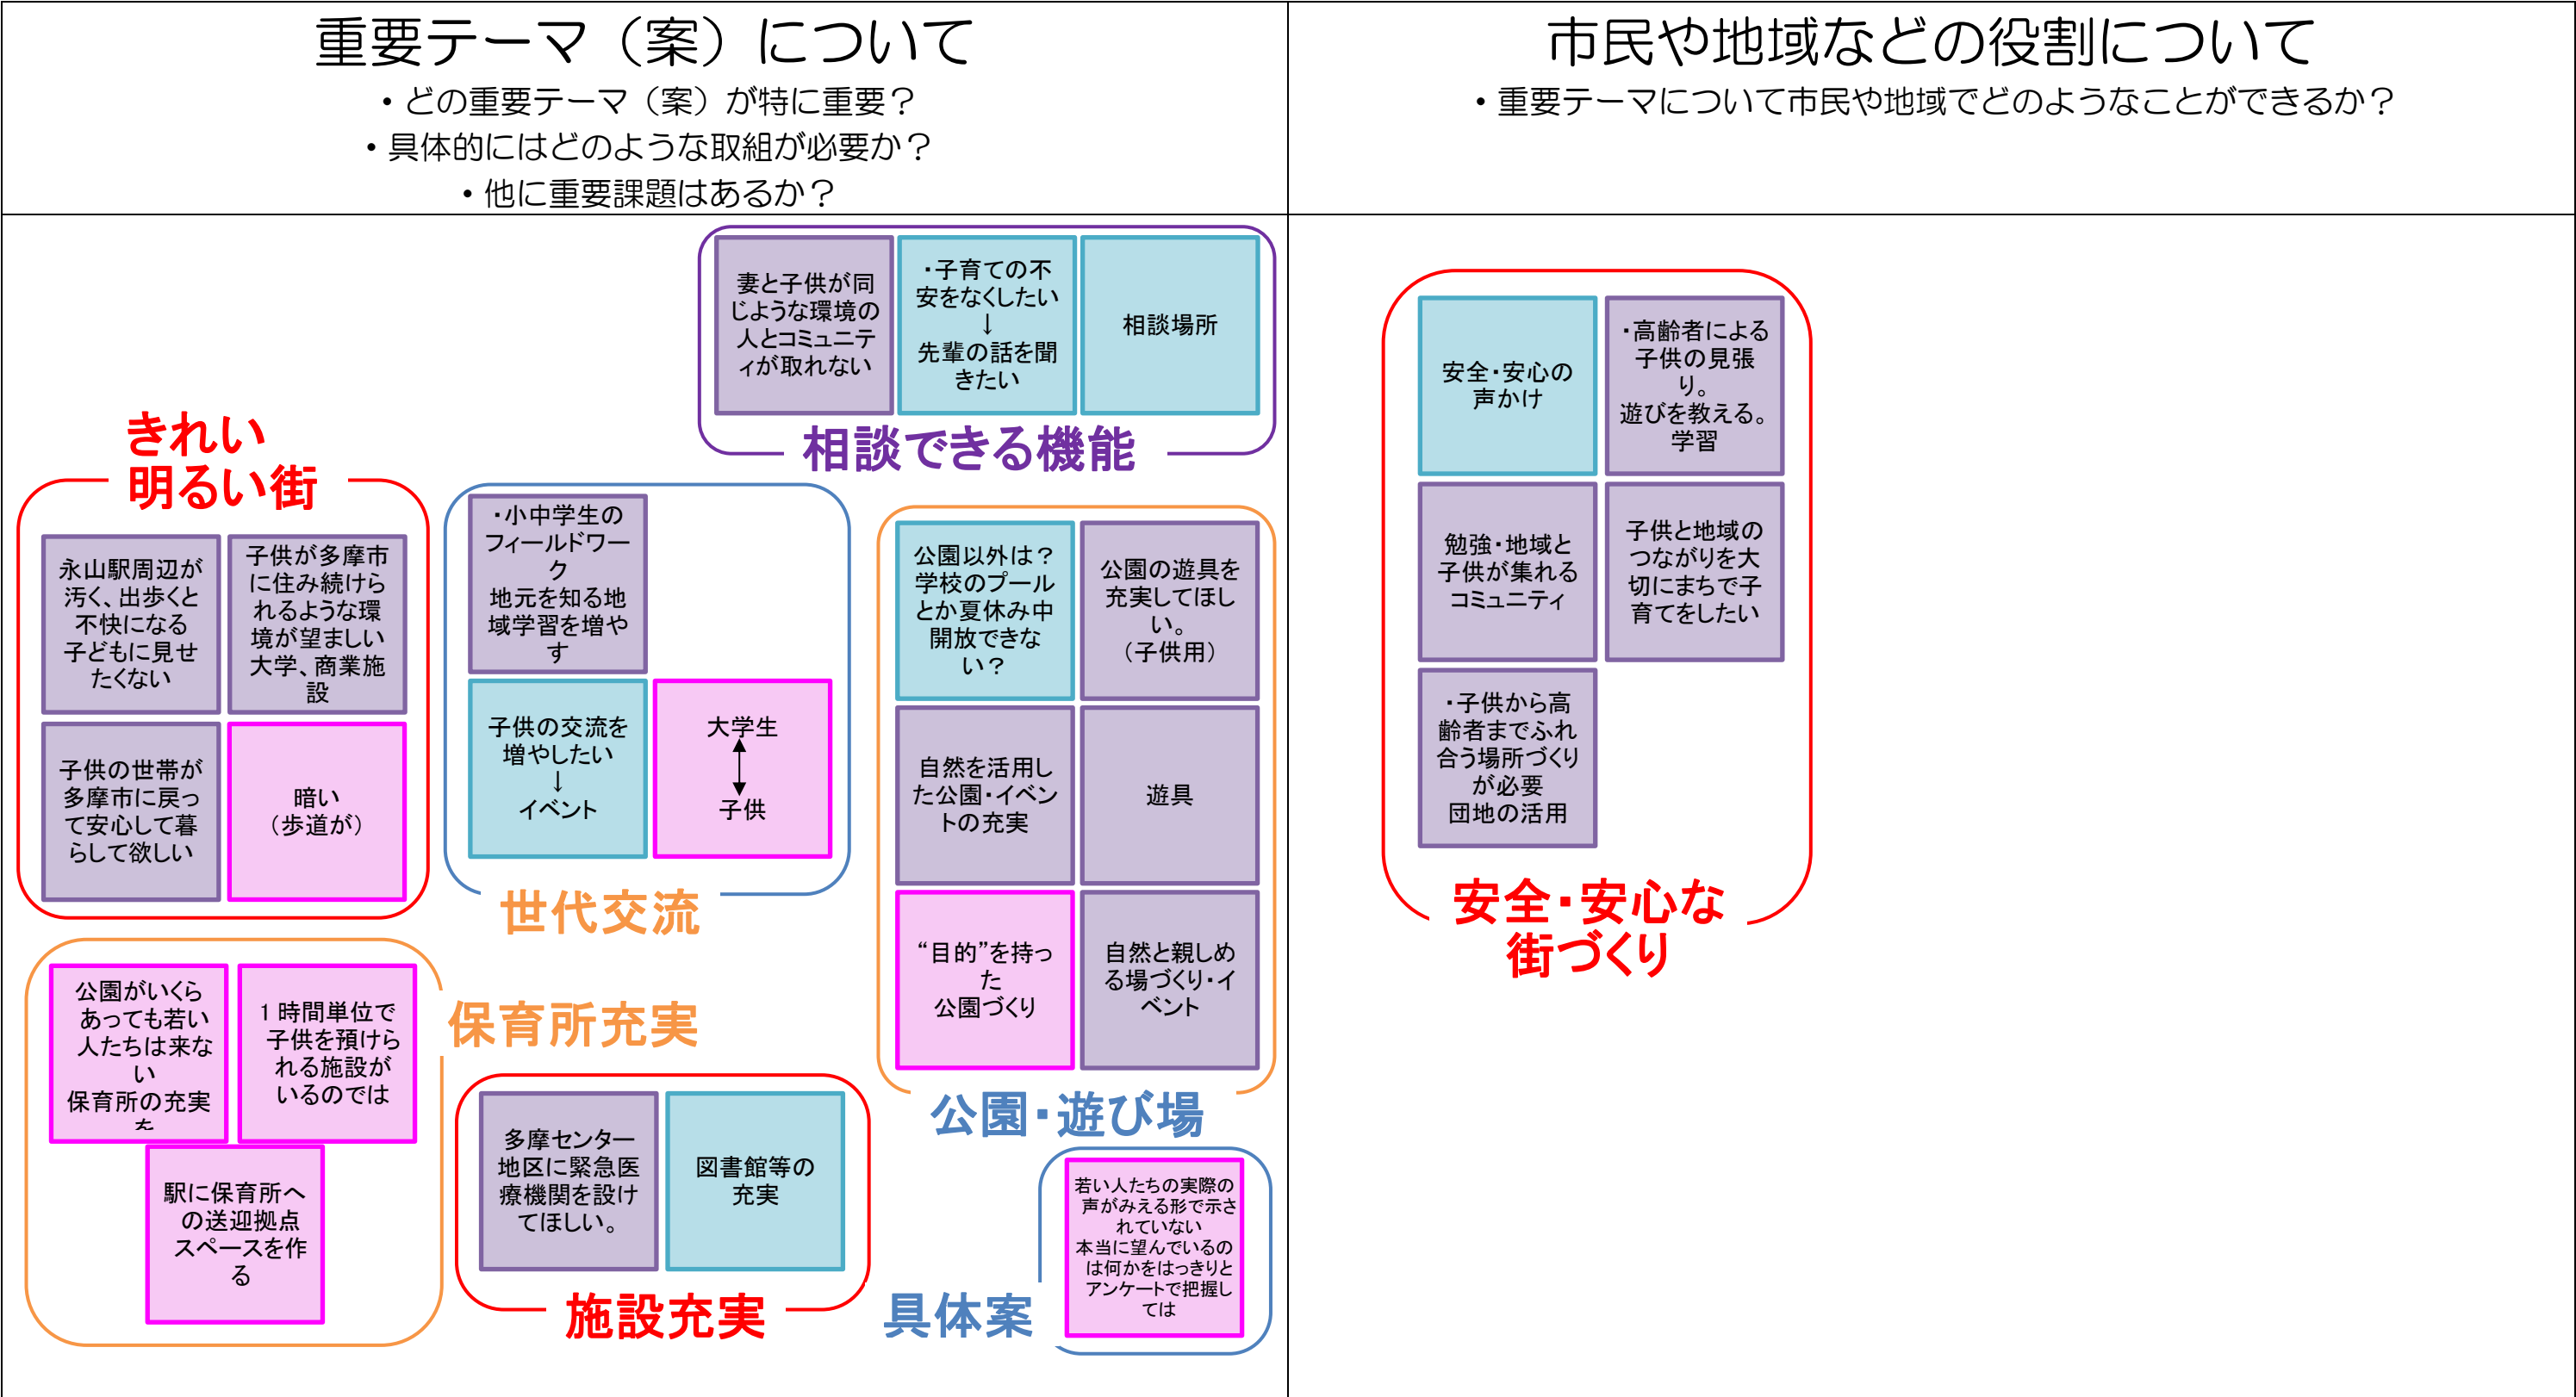 重要テーマ（案）について
・どの重要テーマ（案）が特に重要？
・具体的にはどのような取組が必要か？
・他に重要課題はあるか？
市民や地域などの役割について
・重要テーマについて市民や地域でどのようなことができるか？
妻と子供が同
じような環境の
人とコミュニテ
ィが取れない
・子育ての不
安をなくしたい
↓
先輩の話を聞
きたい
相談場所
相談できる機能
きれい
明るい街
永山駅周辺が
汚く、出歩くと
不快になる
子どもに見せ
たくない
子供が多摩市
に住み続けら
れるような環
境が望ましい
大学、商業施
設
子供の世帯が
多摩市に戻っ
て安心して暮
らして欲しい
暗い
（歩道が）
・小中学生の
フィールドワー
ク
地元を知る地
域学習を増や
す
子供の交流を
増やしたい
↓
イベント
大学生
子供
世代交流
公園以外は？
学校のプール
とか夏休み中
開放できな
い？
公園の遊具を
充実してほし
い。
（子供用）
自然を活用し
た公園・イベン
トの充実
遊具
“目的”を持っ
た
公園づくり
自然と親しめ
る場づくり・イ
ベント
公園・遊び場
公園がいくら
あっても若い
人たちは来な
い
保育所の充実
を
1時間単位で
子供を預けら
れる施設が
いるのでは
駅に保育所へ
の送迎拠点
スペースを作
る
保育所充実
多摩センター
地区に緊急医
療機関を設け
てほしい。
図書館等の
充実
施設充実
若い人たちの実際の
声がみえる形で示さ
れていない
本当に望んでいるの
は何かをはっきりと
アンケートで把握し
ては
具体案
安全・安心の
声かけ
・高齢者による
子供の見張
り。
遊びを教える。
学習
勉強・地域と
子供が集れる
コミュニティ
子供と地域の
つながりを大
切にまちで子
育てをしたい
・子供から高
齢者までふれ
合う場所づくり
が必要
団地の活用
安全・安心な
街づくり